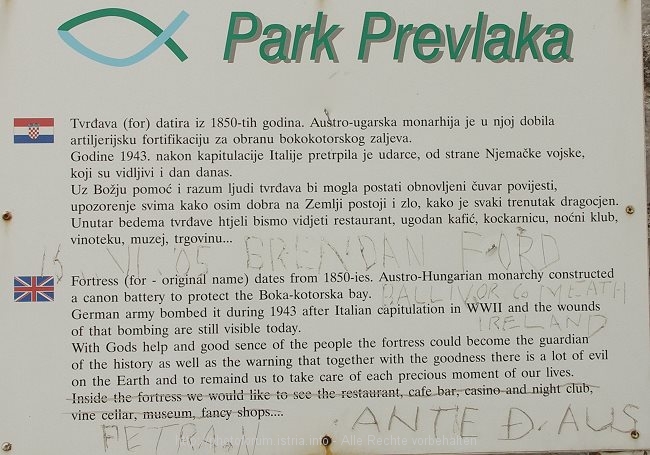 Park Prevlaka
Tvrđava (for) datira iz 1850-tih godina. Austro-ugarska monarhija je u njoj dobila
artiljerijsku fortifikaciju za obranu bokokotorskog zaljeva.
Godine 1943. nakon kapitulacije Italije pretrpila je udarce, od strane Njemačke vojske,
koji su vidljivi i dan danas.
Uz Božju pomoć i razum ljudi tvrđava bi mogla postati obnovljeni čuvar povijesti,
upozorenje svima kako osim dobra na Zemlji postoji i zlo, kako je svaki trenutak dragocjen.
Unutar bedema tvrđave htjeli bismo vidjeti restaurant, ugodan kafić, kockarnicu, noćni klub,
vinoteku, muzej, trgovinu...
15. VI. '05 BRENDAN FORD
Fortress (for - original name) dates from 1850-ies. Austro-Hungarian monarchy constructed
a canon battery to protect the Boka-kotorska bay.
BALLIVOR CO MEATH
German army bombed it during 1943 after Italian capitulation in WWII and the wounds
IRELAND
of that bombing are still visible today.
With Gods help and good sence of the people the fortress could become the guardian
of the history as well as the warning that together with the goodness there is a lot of evil
on the Earth and to remaind us to take care of each precious moment of our lives.
Inside the fortress we would like to see the restaurant, cafe bar, casino and night club,
vine cellar, museum, fancy shops....
ANTE Đ. AUS
istria info - Alle Rechte vorbehalten